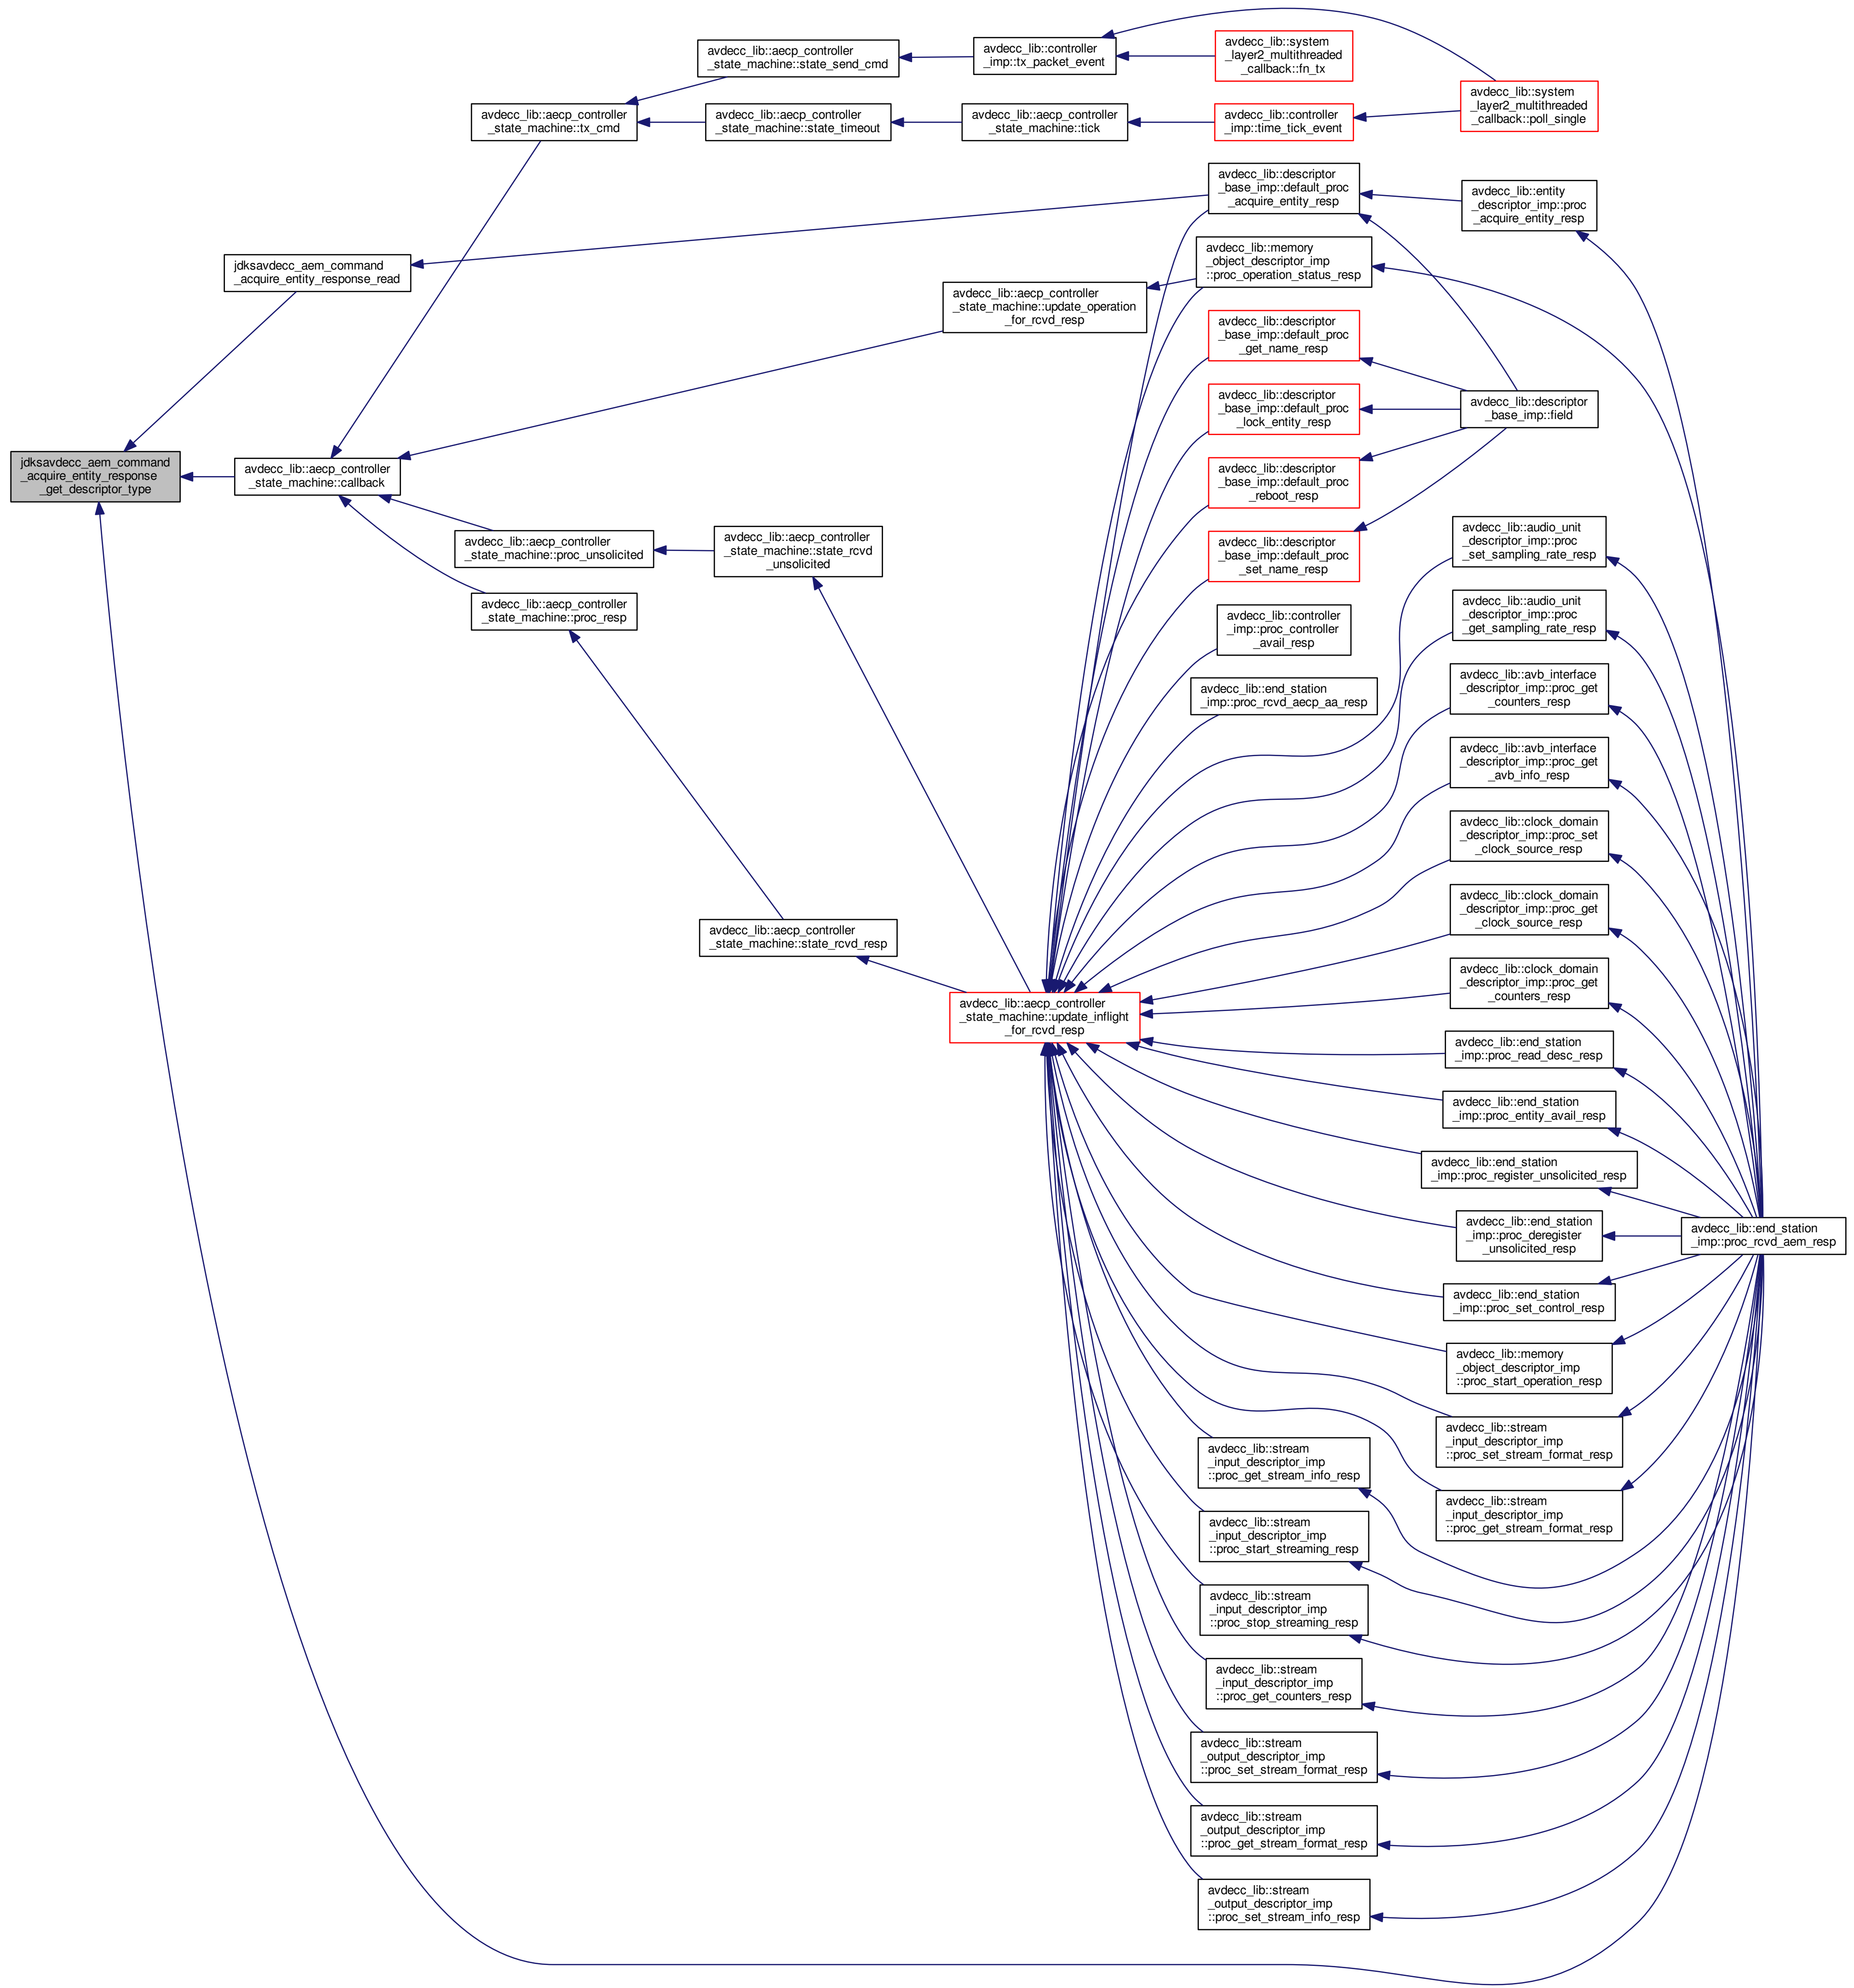 jdksavdecc_aem_command
_acquire_entity_response
_get_descriptor_type
jdksavdecc_aem_command
_acquire_entity_response_read
avdecc_lib::aecp_controller
_state_machine::callback
avdecc_lib::aecp_controller
_state_machine::tx_cmd
avdecc_lib::aecp_controller
_state_machine::proc_unsolicited
avdecc_lib::aecp_controller
_state_machine::proc_resp
avdecc_lib::aecp_controller
_state_machine::state_send_cmd
avdecc_lib::aecp_controller
_state_machine::state_timeout
avdecc_lib::aecp_controller
_state_machine::state_rcvd
_unsolicited
avdecc_lib::aecp_controller
_state_machine::state_rcvd_resp
avdecc_lib::controller
_imp::tx_packet_event
avdecc_lib::aecp_controller
_state_machine::tick
avdecc_lib::aecp_controller
_state_machine::update_operation
_for_rcvd_resp
avdecc_lib::aecp_controller
_state_machine::update_inflight
_for_rcvd_resp
avdecc_lib::system
_layer2_multithreaded
_callback::fn_tx
avdecc_lib::controller
_imp::time_tick_event
avdecc_lib::descriptor
_base_imp::default_proc
_acquire_entity_resp
avdecc_lib::memory
_object_descriptor_imp
::proc_operation_status_resp
avdecc_lib::descriptor
_base_imp::default_proc
_get_name_resp
avdecc_lib::descriptor
_base_imp::default_proc
_lock_entity_resp
avdecc_lib::descriptor
_base_imp::default_proc
_reboot_resp
avdecc_lib::descriptor
_base_imp::default_proc
_set_name_resp
avdecc_lib::controller
_imp::proc_controller
_avail_resp
avdecc_lib::end_station
_imp::proc_rcvd_aecp_aa_resp
avdecc_lib::stream
_input_descriptor_imp
::proc_get_stream_info_resp
avdecc_lib::stream
_input_descriptor_imp
::proc_start_streaming_resp
avdecc_lib::stream
_input_descriptor_imp
::proc_stop_streaming_resp
avdecc_lib::stream
_input_descriptor_imp
::proc_get_counters_resp
avdecc_lib::stream
_output_descriptor_imp
::proc_set_stream_format_resp
avdecc_lib::stream
_output_descriptor_imp
::proc_get_stream_format_resp
avdecc_lib::stream
_output_descriptor_imp
::proc_set_stream_info_resp
avdecc_lib::system
_layer2_multithreaded
_callback::poll_single
avdecc_lib::entity
_descriptor_imp::proc
_acquire_entity_resp
avdecc_lib::descriptor
_base_imp::field
avdecc_lib::audio_unit
_descriptor_imp::proc
_set_sampling_rate_resp
avdecc_lib::audio_unit
_descriptor_imp::proc
_get_sampling_rate_resp
avdecc_lib::avb_interface
_descriptor_imp::proc_get
_counters_resp
avdecc_lib::avb_interface
_descriptor_imp::proc_get
_avb_info_resp
avdecc_lib::clock_domain
_descriptor_imp::proc_set
_clock_source_resp
avdecc_lib::clock_domain
_descriptor_imp::proc_get
_clock_source_resp
avdecc_lib::clock_domain
_descriptor_imp::proc_get
_counters_resp
avdecc_lib::end_station
_imp::proc_read_desc_resp
avdecc_lib::end_station
_imp::proc_entity_avail_resp
avdecc_lib::end_station
_imp::proc_register_unsolicited_resp
avdecc_lib::end_station
_imp::proc_deregister
_unsolicited_resp
avdecc_lib::end_station
_imp::proc_set_control_resp
avdecc_lib::memory
_object_descriptor_imp
::proc_start_operation_resp
avdecc_lib::stream
_input_descriptor_imp
::proc_set_stream_format_resp
avdecc_lib::stream
_input_descriptor_imp
::proc_get_stream_format_resp
avdecc_lib::end_station
_imp::proc_rcvd_aem_resp